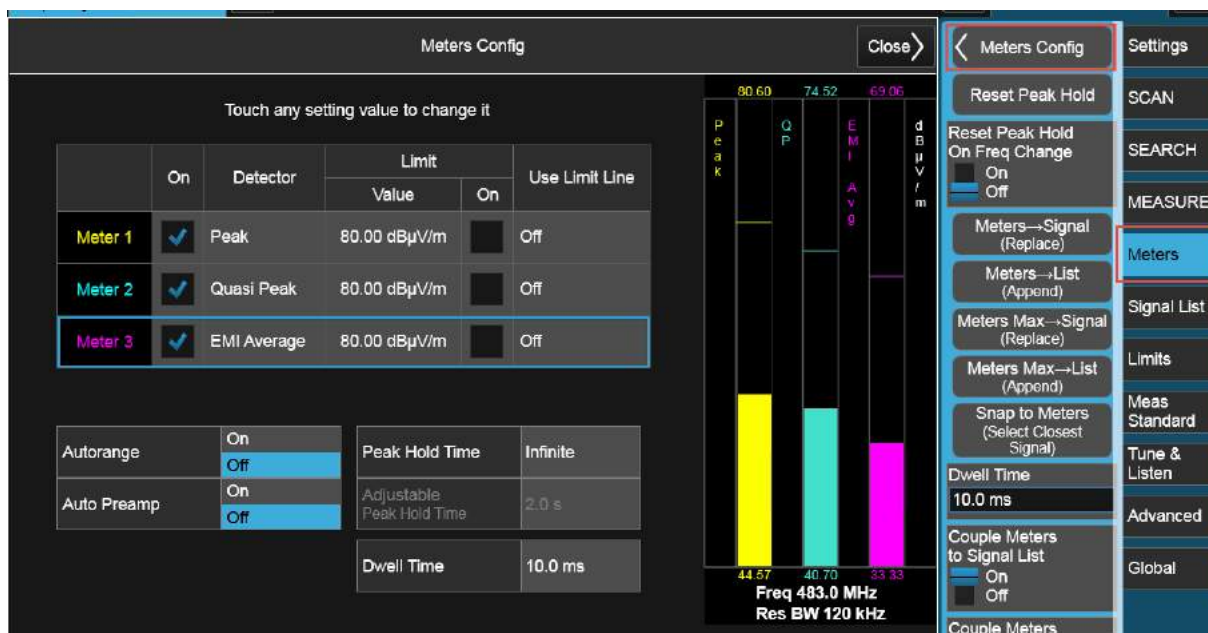 Meters Config
Close
Touch any setting value to change it
On
Detector
Limit
Value
On
Use Limit Line
Meter 1
Peak
80.00 dBµV/m
Off
Meter 2
Quasi Peak
80.00 dBµV/m
Off
Meter 3
EMI Average
80.00 dBµV/m
Off
Autorange
On
Off
Auto Preamp
On
Off
Peak Hold Time
Infinite
Adjustable
Peak Hold Time
2.0 s
Dwell Time
10.0 ms
80.60
74.52
69.06
Peak
QP
EMI Avg
dBµV/m
44.57
40.70
33.33
Freq 483.0 MHz
Res BW 120 kHz
Meters Config
Reset Peak Hold
Reset Peak Hold
On Freq Change
On
Off
Meters→Signal
(Replace)
Meters→List
(Append)
Meters Max→Signal
(Replace)
Meters Max→List
(Append)
Snap to Meters
(Select Closest
Signal)
Dwell Time
10.0 ms
Couple Meters
to Signal List
On
Off
Couple Meters
Settings
SCAN
SEARCH
MEASURE
Meters
Signal List
Limits
Meas
Standard
Tune &
Listen
Advanced
Global